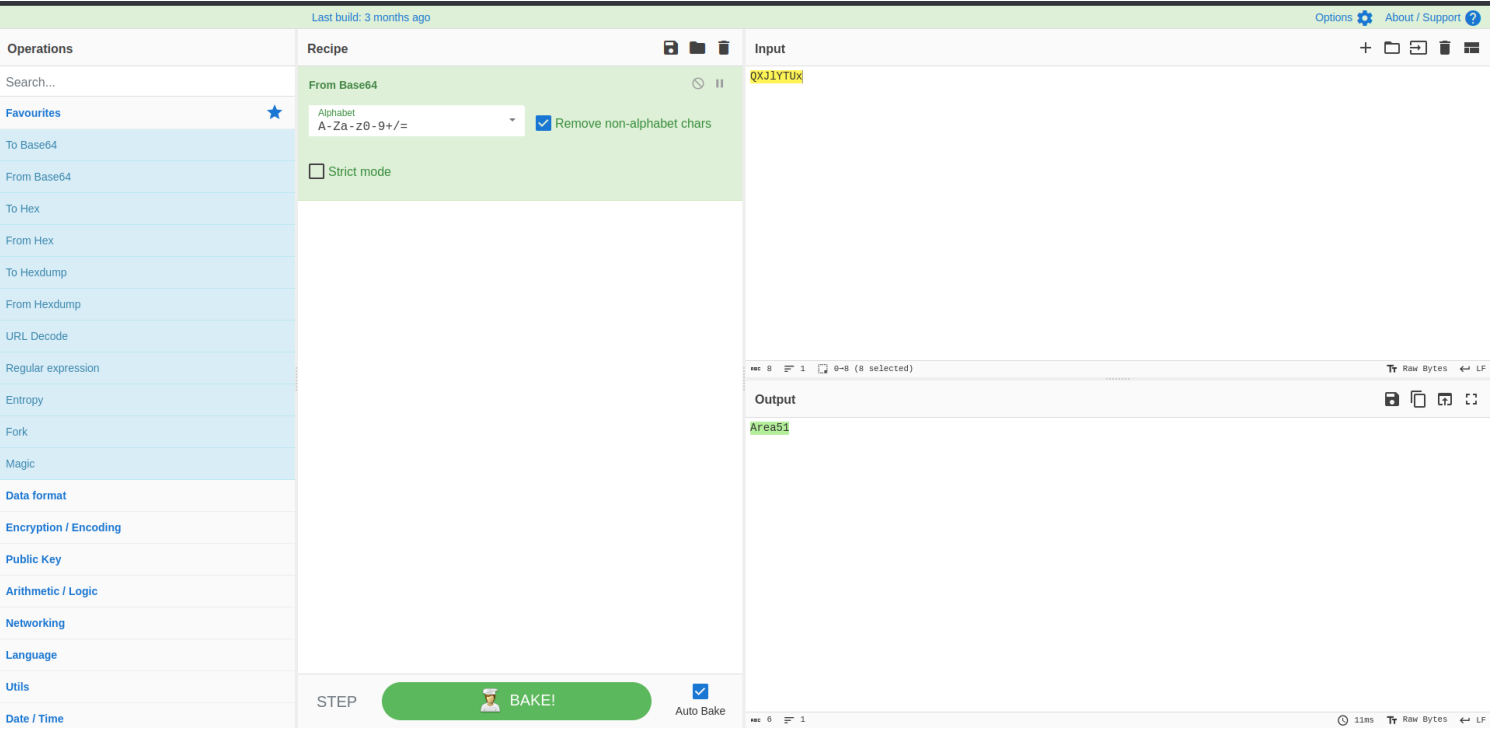 Last build: 3 months ago
Options
About / Support
Operations
Search...
Favourites
To Base64
From Base64
To Hex
From Hex
To Hexdump
From Hexdump
URL Decode
Regular expression
Entropy
Fork
Magic
Data format
Encryption / Encoding
Public Key
Arithmetic / Logic
Networking
Language
Utils
Date / Time
Recipe
From Base64
Alphabet
A-Za-z0-9+/=
Remove non-alphabet chars
Strict mode
STEP
BAKE!
Auto Bake
Input
QXJlYTUx
ABC 8 1 0→8 (8 selected) Tт Raw Bytes LF
Output
Area51
ABC 6 1 11ms Tт Raw Bytes LF